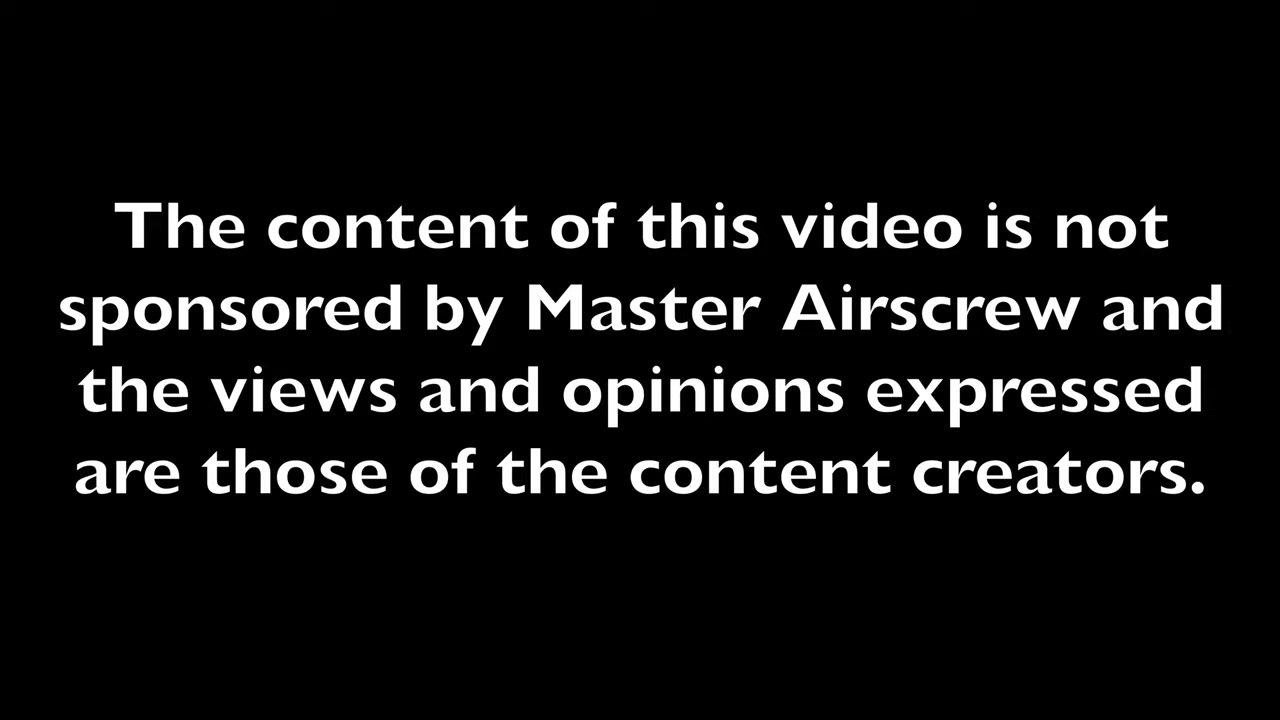 The content of this video is not
sponsored by Master Airscrew and
the views and opinions expressed
are those of the content creators.